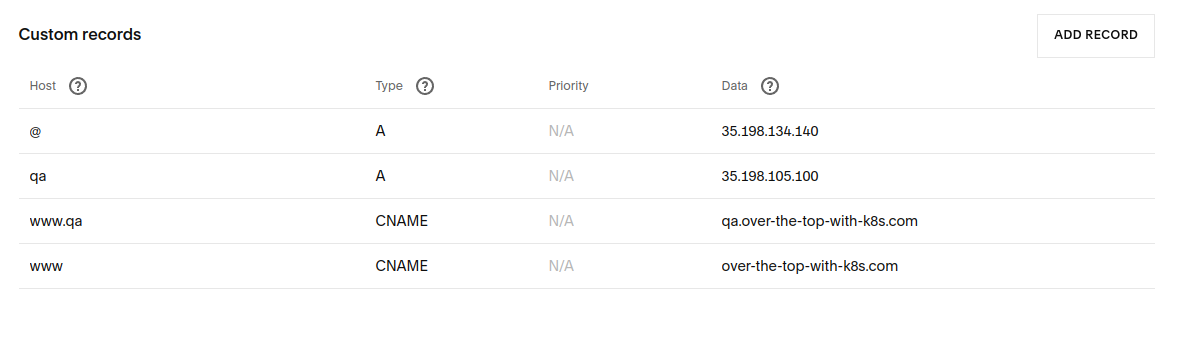 Custom records
ADD RECORD
Host ? Type ? Priority Data ?
@ A N/A 35.198.134.140
qa A N/A 35.198.105.100
www.qa CNAME N/A qa.over-the-top-with-k8s.com
www CNAME N/A over-the-top-with-k8s.com